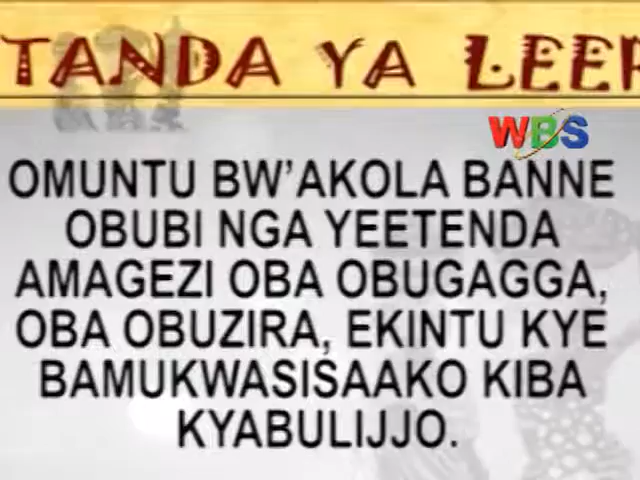 TANDA YA LEER
WBS
OMUNTU BW'AKOLA BANNE
OBUBI NGA YEETENDA
AMAGEZI OBA OBUGAGGA,
OBA OBUZIRA, EKINTU KYE
BAMUKWASISAAKO KIBA
KYABULIJJO.